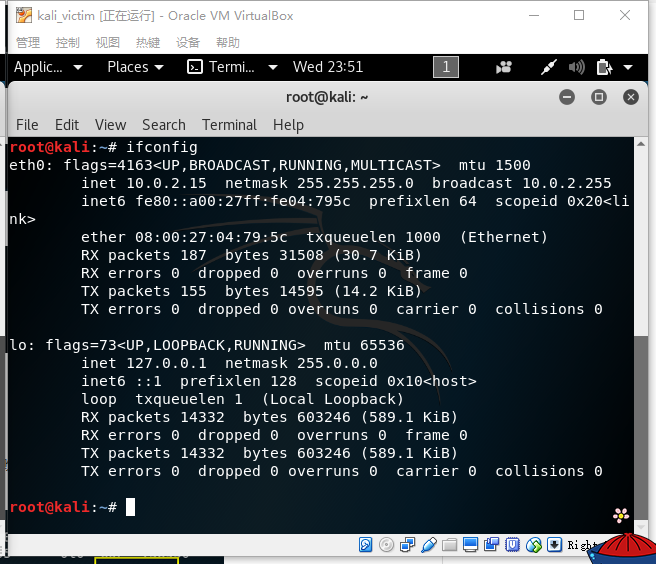 kali_victim [正在运行] - Oracle VM VirtualBox
管理 控制 视图 热键 设备 帮助
Applic... Places Termi... Wed 23:51 1
root@kali: ~
File Edit View Search Terminal Help
root@kali:~# ifconfig
eth0: flags=4163<UP,BROADCAST,RUNNING,MULTICAST>  mtu 1500
        inet 10.0.2.15  netmask 255.255.255.0  broadcast 10.0.2.255
        inet6 fe80::a00:27ff:fe04:795c  prefixlen 64  scopeid 0x20<li
nk>
        ether 08:00:27:04:79:5c  txqueuelen 1000  (Ethernet)
        RX packets 187  bytes 31508 (30.7 KiB)
        RX errors 0  dropped 0  overruns 0  frame 0
        TX packets 155  bytes 14595 (14.2 KiB)
        TX errors 0  dropped 0 overruns 0  carrier 0  collisions 0
lo: flags=73<UP,LOOPBACK,RUNNING>  mtu 65536
        inet 127.0.0.1  netmask 255.0.0.0
        inet6 ::1  prefixlen 128  scopeid 0x10<host>
        loop  txqueuelen 1  (Local Loopback)
        RX packets 14332  bytes 603246 (589.1 KiB)
        RX errors 0  dropped 0  overruns 0  frame 0
        TX packets 14332  bytes 603246 (589.1 KiB)
        TX errors 0  dropped 0 overruns 0  carrier 0  collisions 0
root@kali:~#
Right